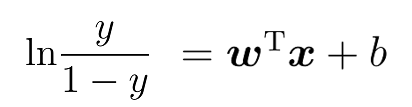 ln y/(1 − y) = wᵀx + b